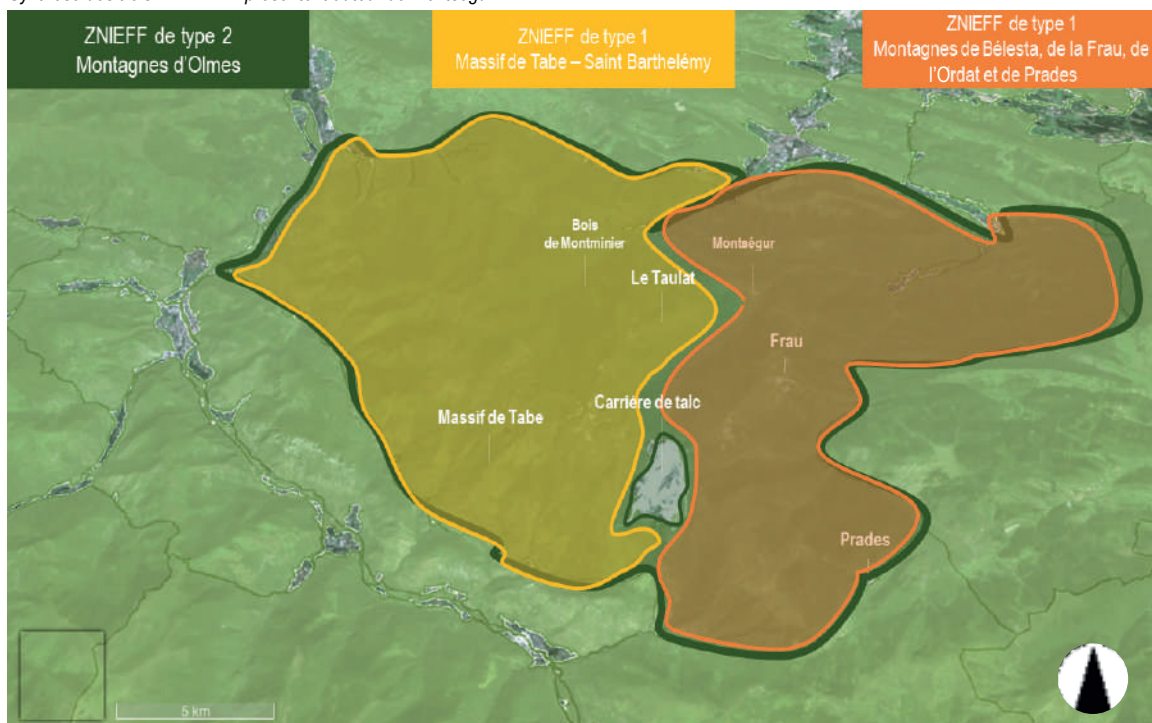 ZNIEFF de type 2
Montagnes d'Olmes
ZNIEFF de type 1
Massif de Tabe – Saint Barthelémy
ZNIEFF de type 1
Montagnes de Bélesta, de la Frau, de
l'Ordat et de Prades
Bois
de Montminier
Montségur
Le Taulat
Frau
Carrière de talc
Massif de Tabe
Prades
5 km